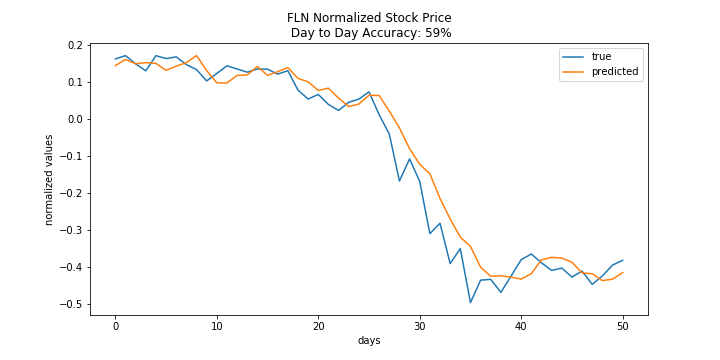 FLN Normalized Stock Price
Day to Day Accuracy: 59%
true
predicted
normalized values
0.2
0.1
0.0
−0.1
−0.2
−0.3
−0.4
−0.5
0 10 20 30 40 50
days